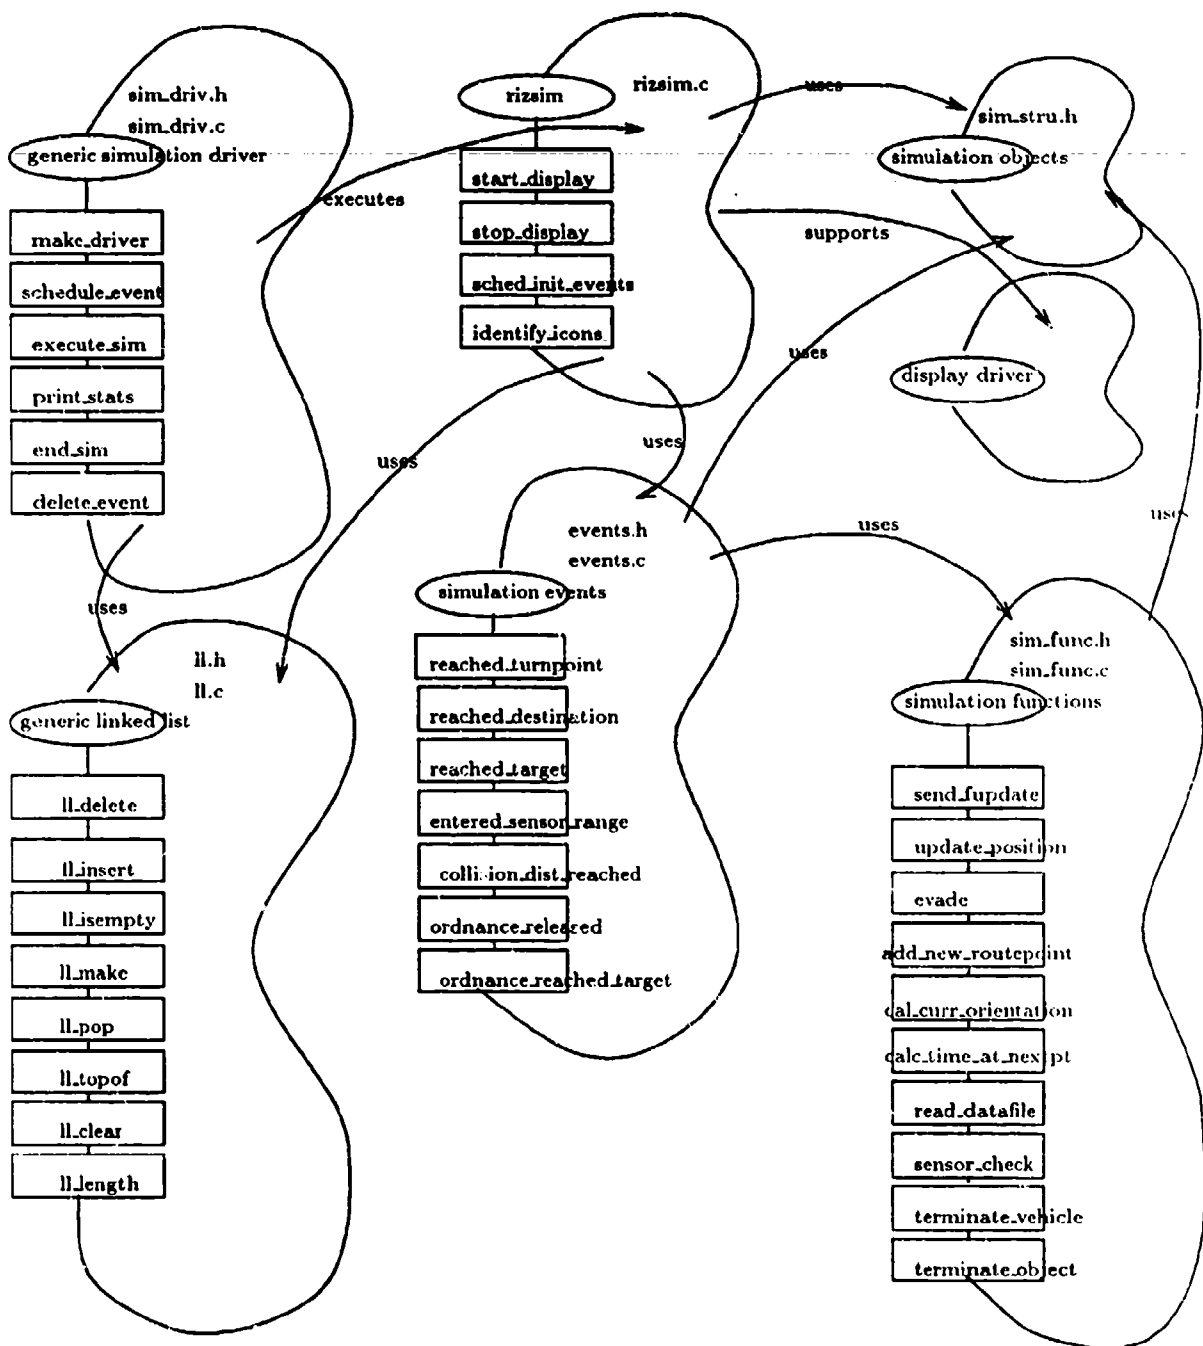 sim_driv.h
sim_driv.c
generic simulation driver
make_driver
schedule_event
execute_sim
print_stats
end_sim
delete_event
executes
uses
rizsim
rizsim.c
start_display
stop_display
sched_init_events
identify_icons
uses
supports
uses
uses
uses
sim_stru.h
simulation objects
display driver
uses
uses
ll.h
ll.c
generic linked list
ll_delete
ll_insert
ll_isempty
ll_make
ll_pop
ll_topof
ll_clear
ll_length
events.h
events.c
simulation events
reached_turnpoint
reached_destination
reached_target
entered_sensor_range
collision_dist_reached
ordnance_released
ordnance_reached_target
sim_func.h
sim_func.c
simulation functions
send_fupdate
update_position
evade
add_new_routepoint
cal_curr_orientation
calc_time_at_next_pt
read_datafile
sensor_check
terminate_vehicle
terminate_object